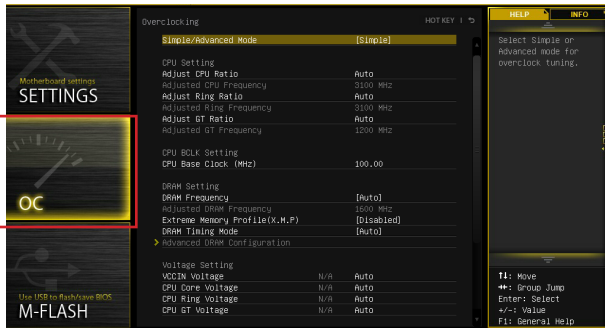 Overclocking
HOT KEY
HELP
INFO
Simple/Advanced Mode [Simple]
CPU Setting
Adjust CPU Ratio Auto
Adjusted CPU Frequency 3100 MHz
Adjust Ring Ratio Auto
Adjusted Ring Frequency 3100 MHz
Adjust GT Ratio Auto
Adjusted GT Frequency 1200 MHz
CPU BCLK Setting
CPU Base Clock (MHz) 100.00
DRAM Setting
DRAM Frequency [Auto]
Adjusted DRAM Frequency 1600 MHz
Extreme Memory Profile(X.M.P) [Disabled]
DRAM Timing Mode [Auto]
Advanced DRAM Configuration
Voltage Setting
VCCIN Voltage N/A Auto
CPU Core Voltage N/A Auto
CPU Ring Voltage N/A Auto
CPU GT Voltage N/A Auto
Motherboard settings
SETTINGS
OC
Use USB to flash/save BIOS
M-FLASH
Select Simple or
Advanced mode for
overclock tuning.
↑↓: Move
↔: Group Jump
Enter: Select
+/-: Value
F1: General Help